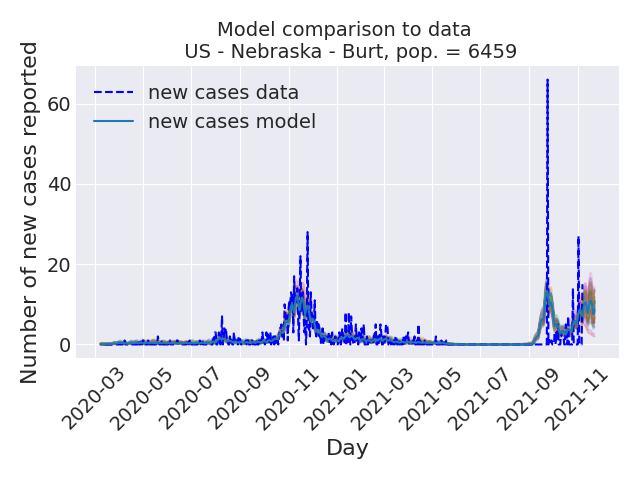 Model comparison to data
US - Nebraska - Burt, pop. = 6459
Number of new cases reported
60
40
20
0
new cases data
new cases model
2020-03
2020-05
2020-07
2020-09
2020-11
2021-01
2021-03
2021-05
2021-07
2021-09
2021-11
Day